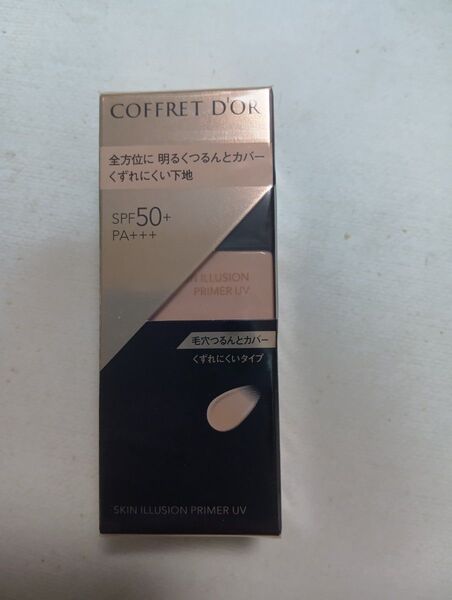 COFFRET D'OR
全方位に 明るくつるんとカバー
くずれにくい下地
SPF50+
PA+++
ILLUSION
PRIMER UV
毛穴つるんとカバー
くずれにくいタイプ
SKIN ILLUSION PRIMER UV